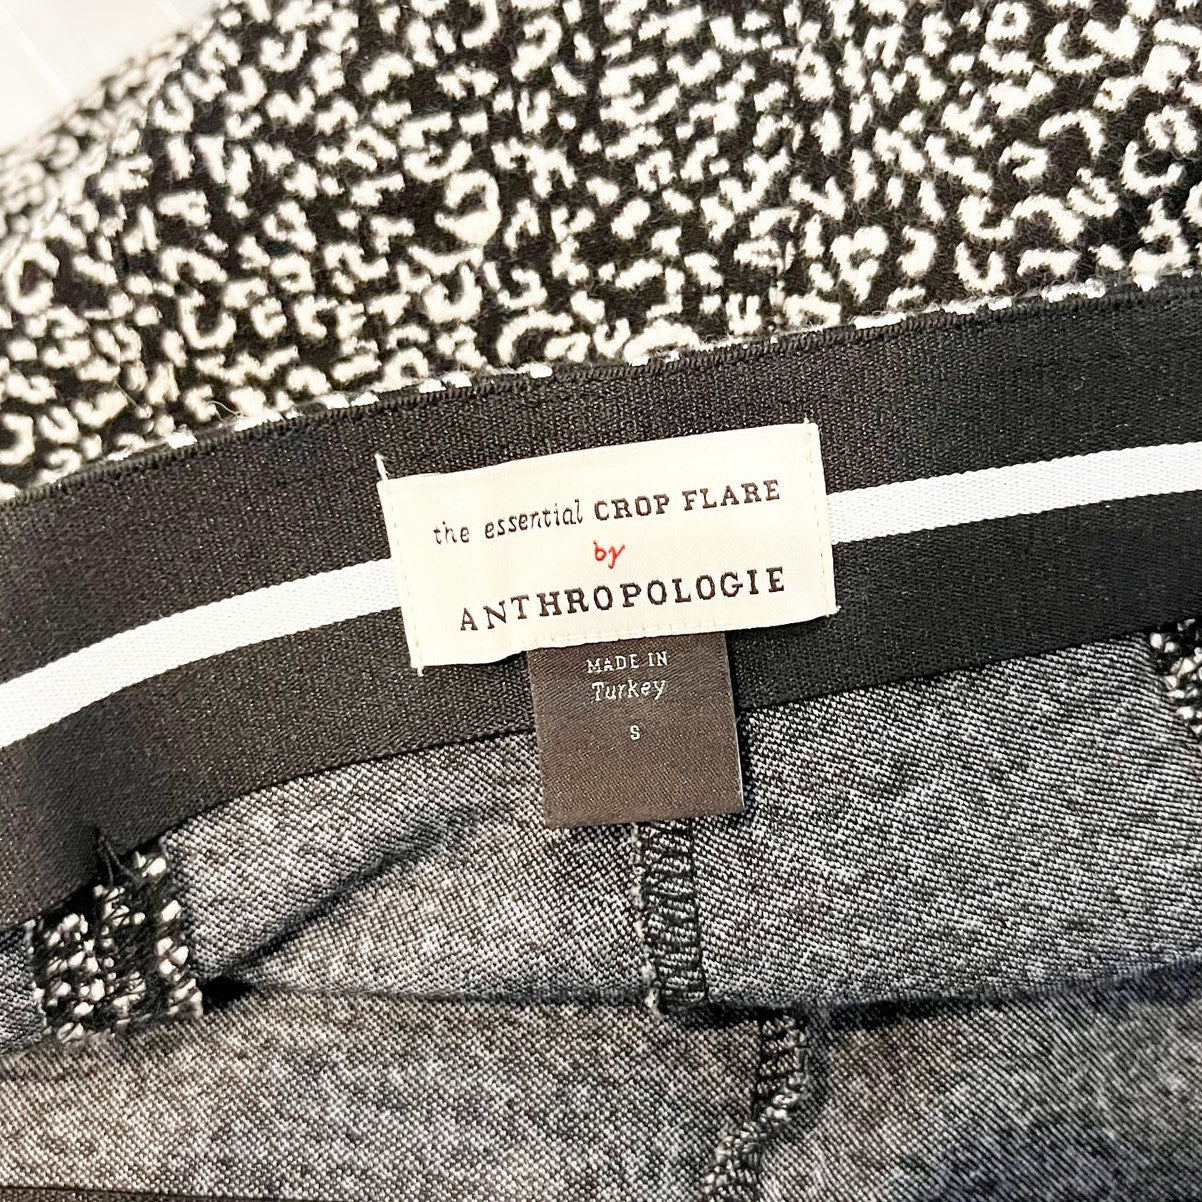 the essential CROP FLARE
by
ANTHROPOLOGIE
MADE IN
Turkey
S